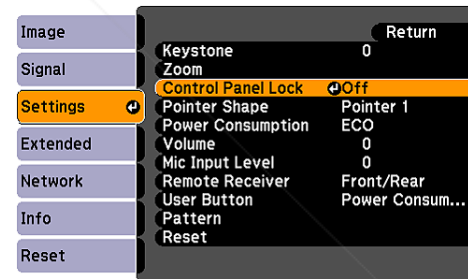 Return
Image
Signal
Settings
Extended
Network
Info
Reset
Keystone 0
Zoom
Control Panel Lock Off
Pointer Shape Pointer 1
Power Consumption ECO
Volume 0
Mic Input Level 0
Remote Receiver Front/Rear
User Button Power Consum...
Pattern
Reset